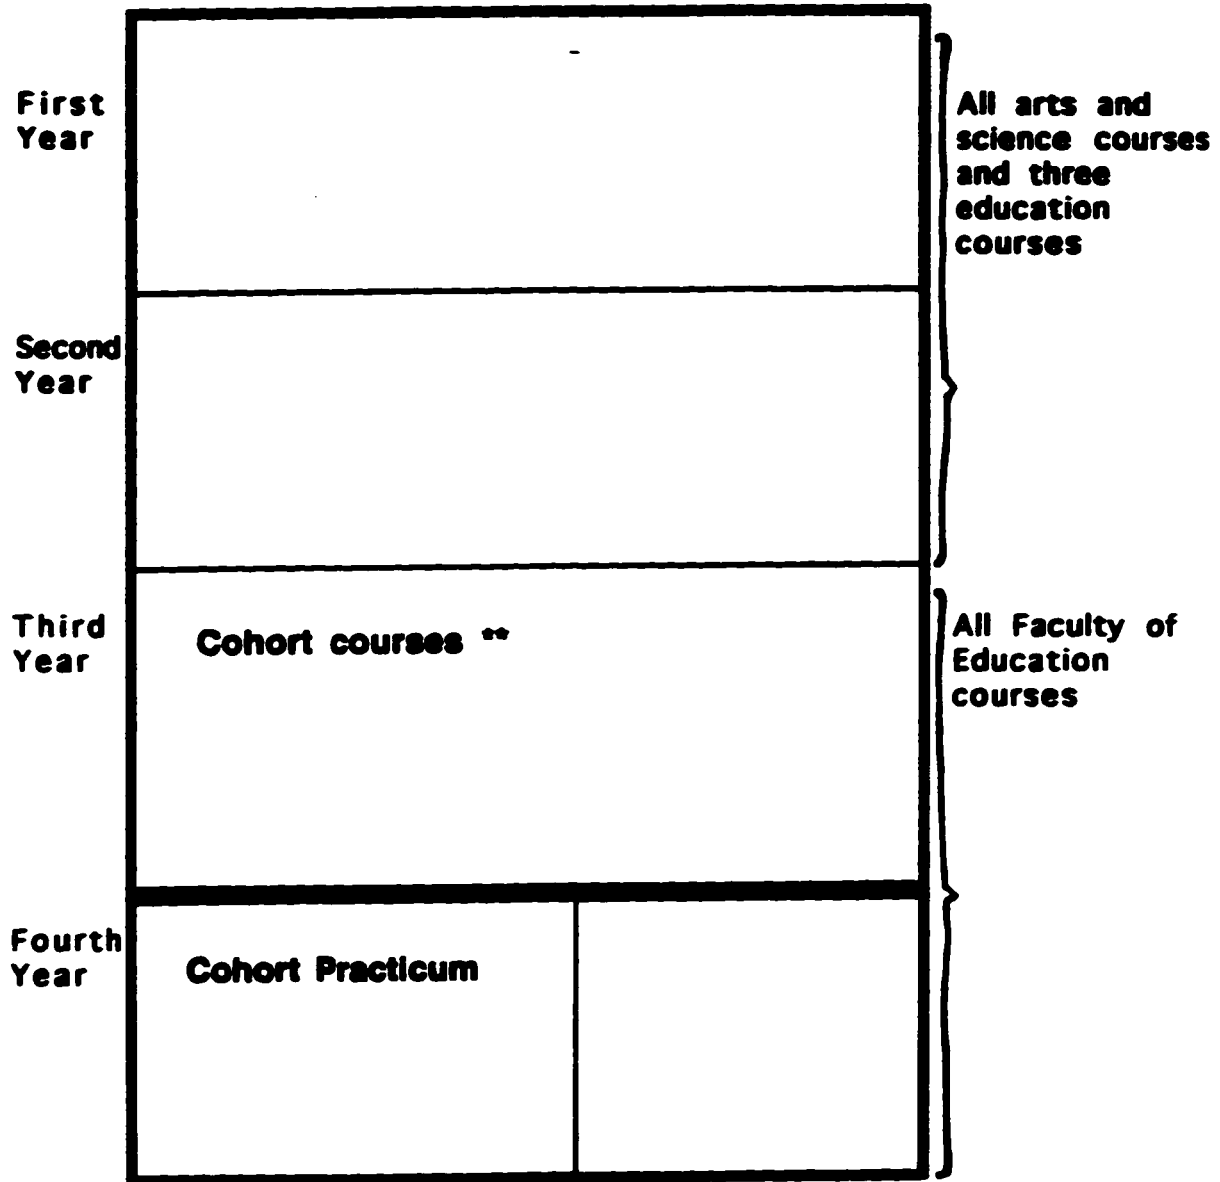 First
Year
All arts and
science courses
and three
education
courses
Second
Year
Third
Year
Cohort courses **
All Faculty of
Education
courses
Fourth
Year
Cohort Practicum